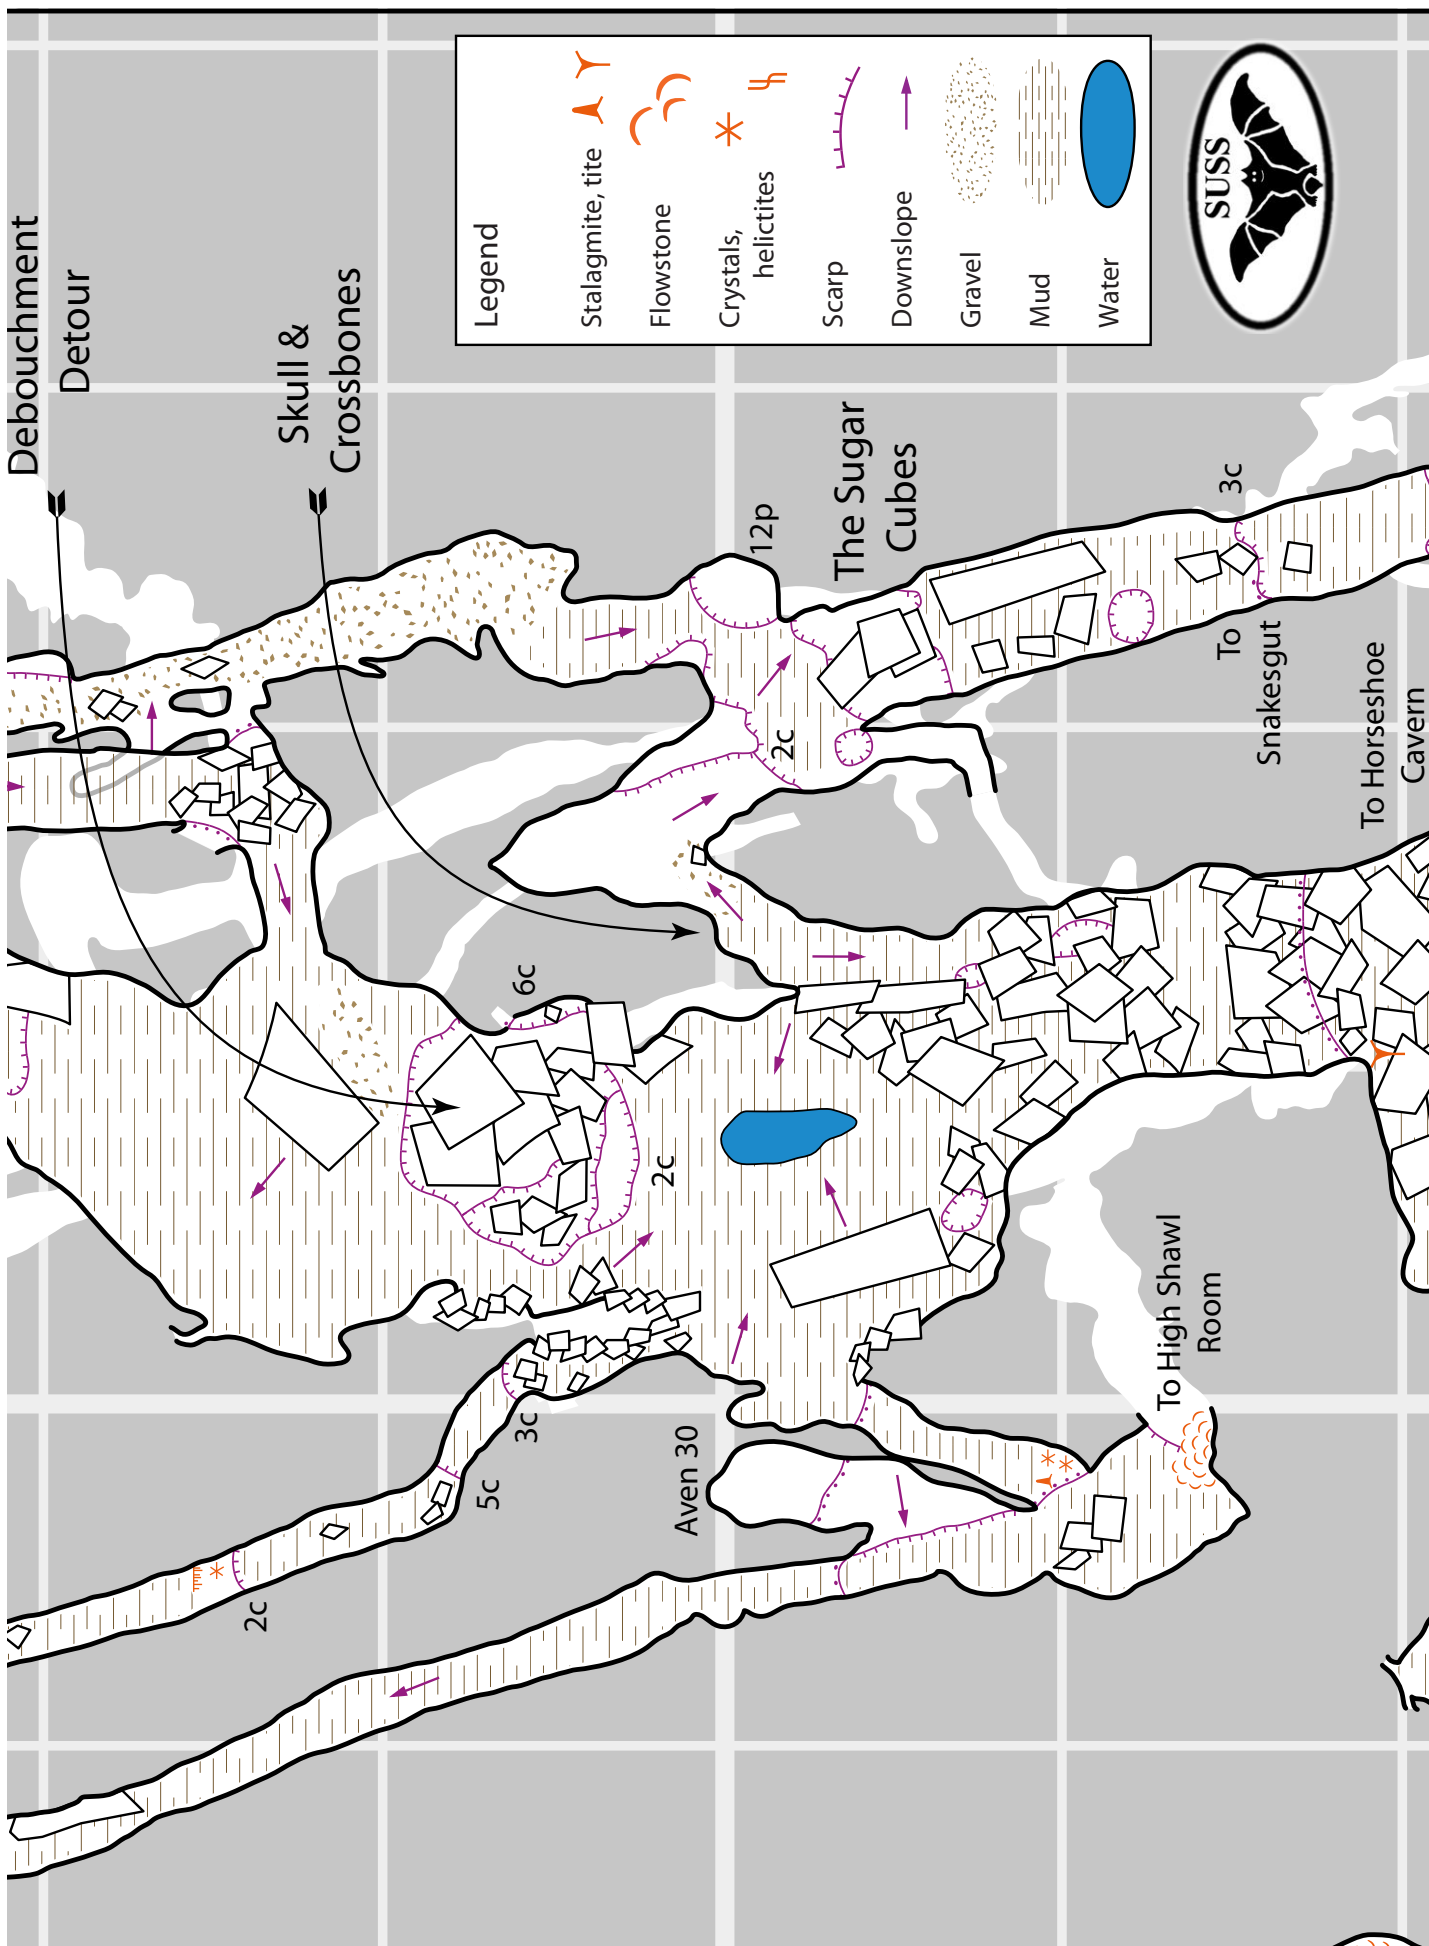 Debouchment
Detour
Skull &
Crossbones
6c
2c
3c
5c
2c
Aven 30
12p
The Sugar
Cubes
2c
3c
To
Snakesgut
To Horseshoe
Cavern
To High Shawl
Room
Legend
Stalagmite, tite
Flowstone
Crystals,
helictites
Scarp
Downslope
Gravel
Mud
Water
SUSS